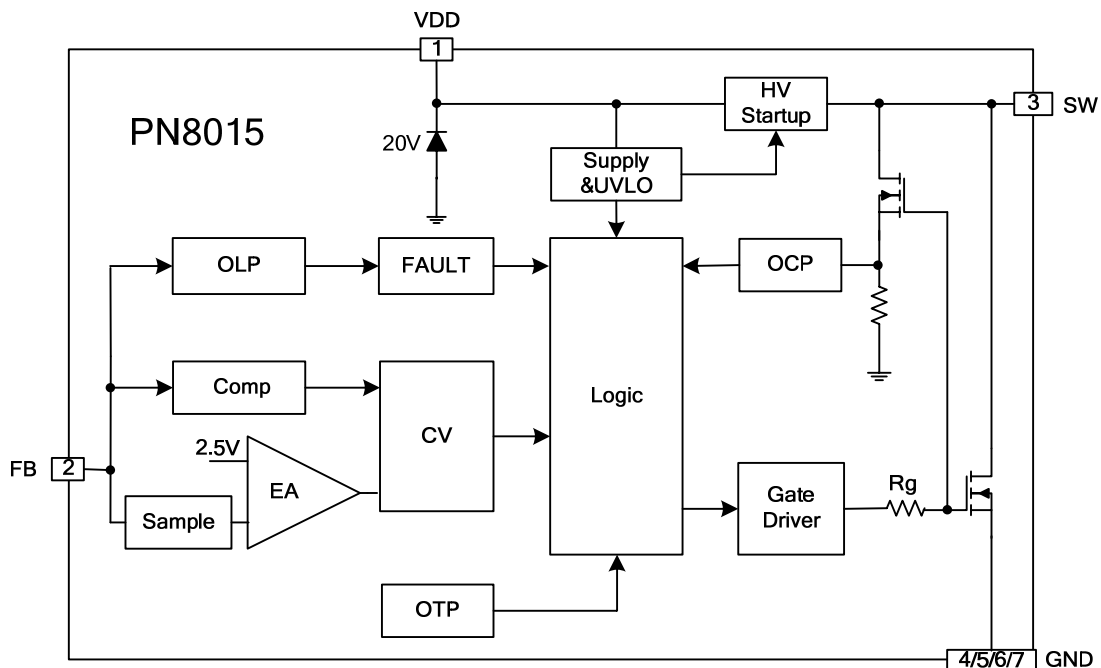 VDD
1
PN8015
20V
HV
Startup
3
SW
Supply
&UVLO
OLP
FAULT
OCP
Comp
CV
Logic
FB
2
2.5V
EA
Sample
Gate
Driver
Rg
OTP
4/5/6/7
GND